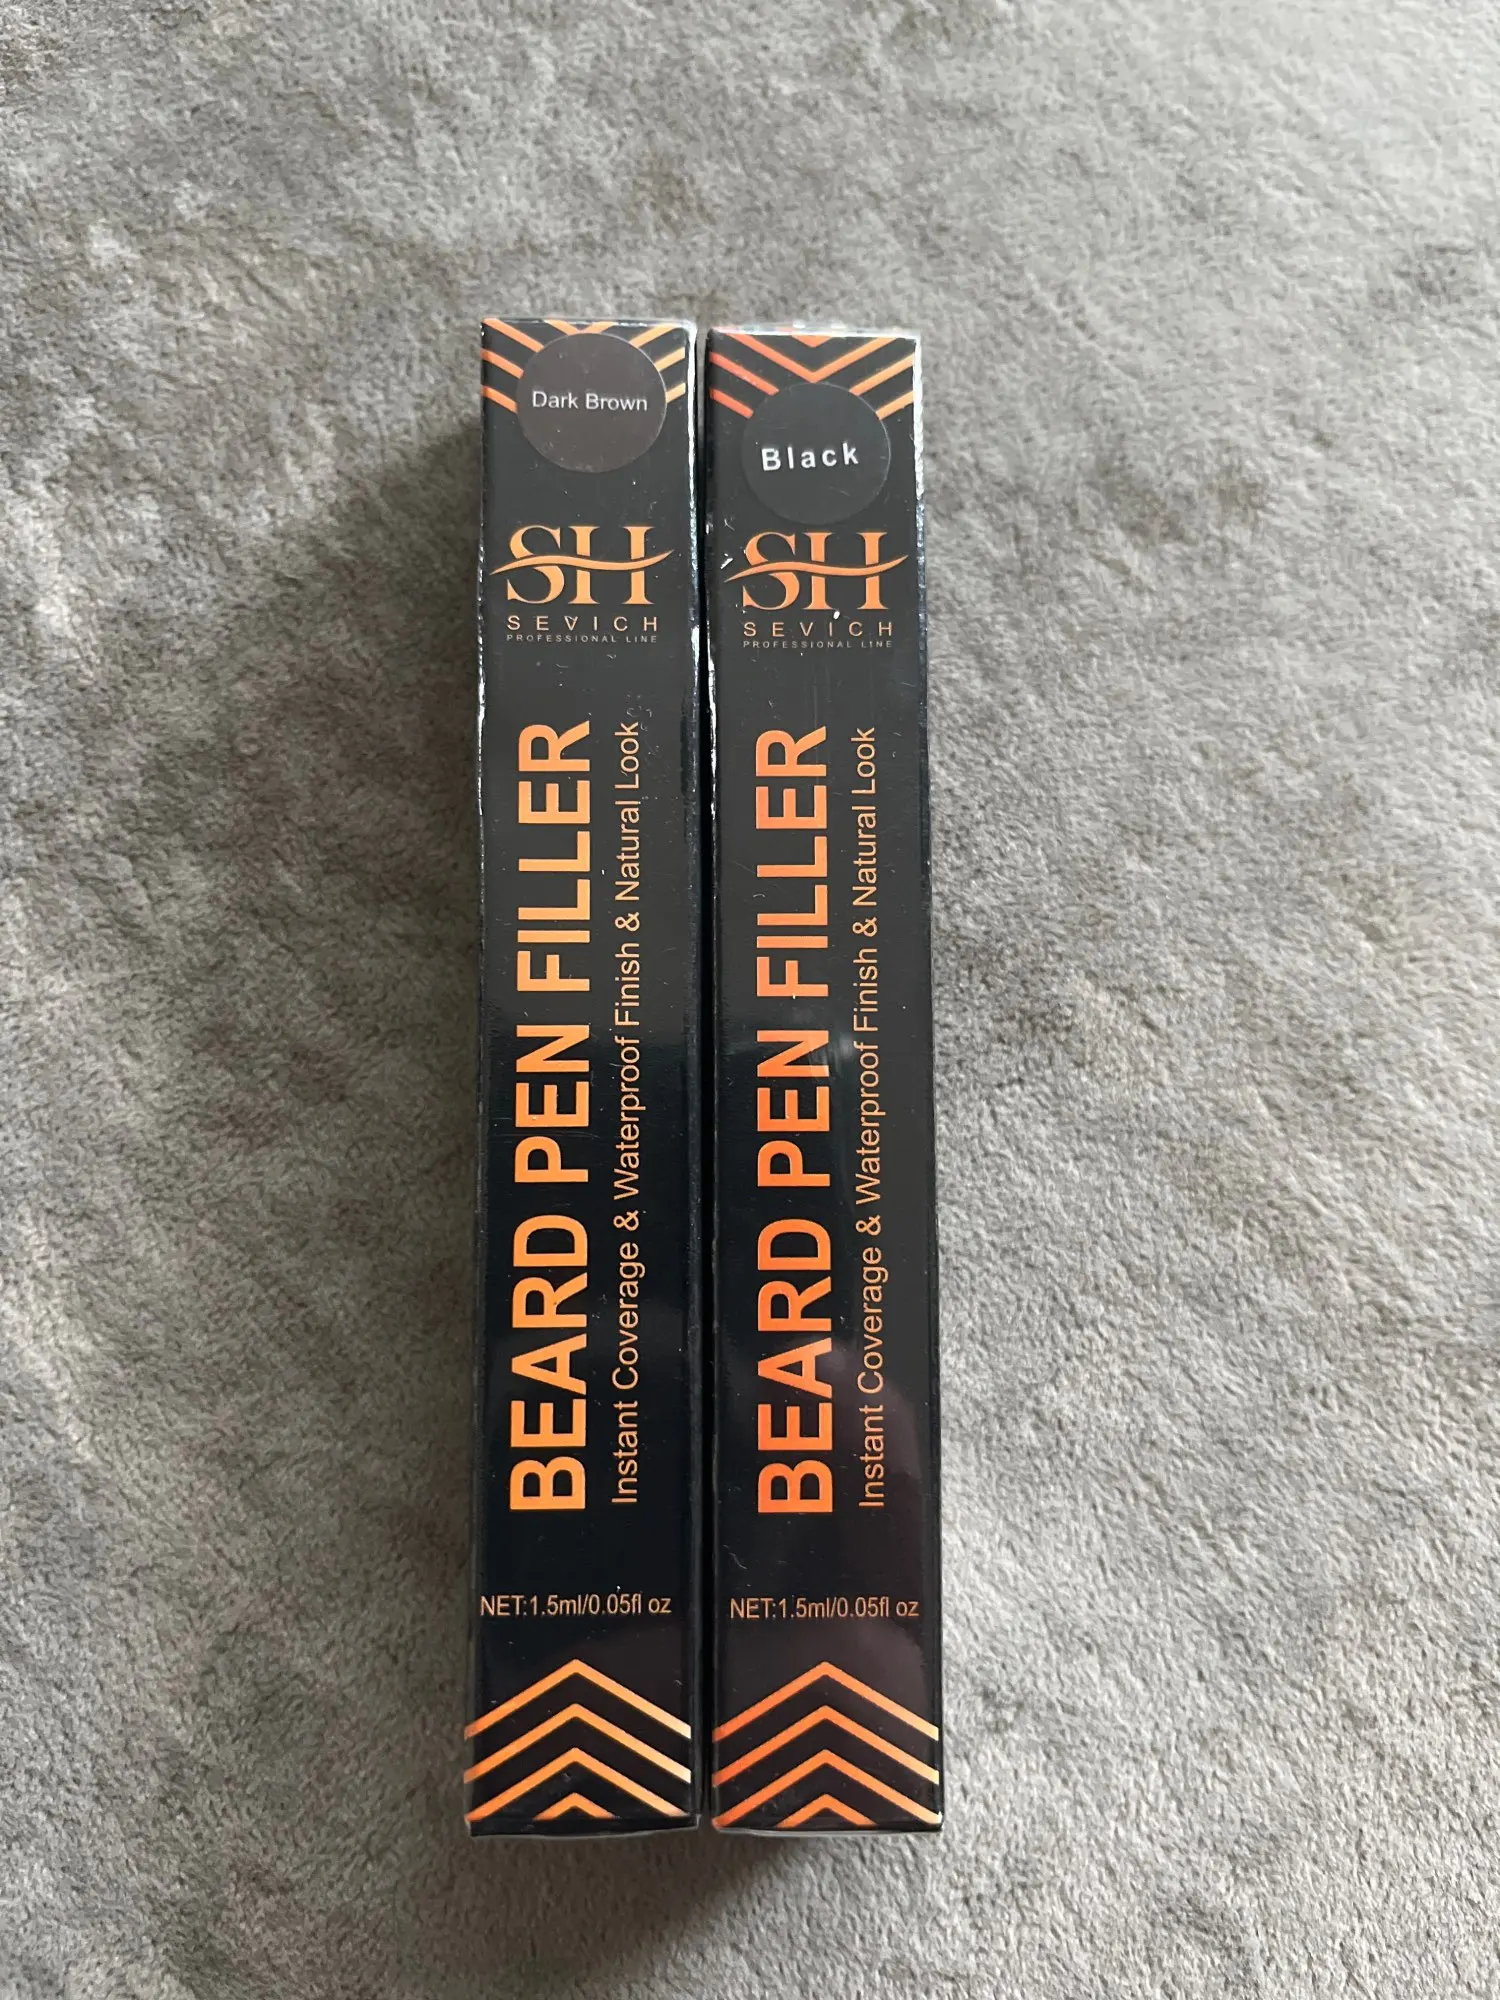 Dark Brown
SH
SEVICH
PROFESSIONAL LINE
BEARD PEN FILLER
Instant Coverage & Waterproof Finish & Natural Look
NET:1.5ml/0.05fl oz
Black
SH
SEVICH
PROFESSIONAL LINE
BEARD PEN FILLER
Instant Coverage & Waterproof Finish & Natural Look
NET:1.5ml/0.05fl oz